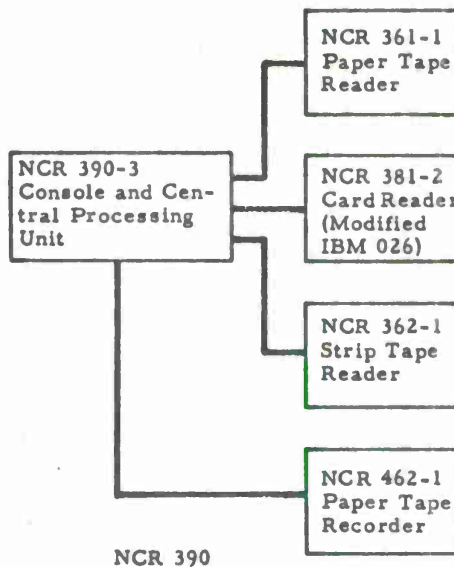 NCR 361-1
Paper Tape
Reader
NCR 390-3
Console and Cen-
tral Processing
Unit
NCR 381-2
Card Reader
(Modified
IBM 026)
NCR 362-1
Strip Tape
Reader
NCR 462-1
Paper Tape
Recorder
NCR 390